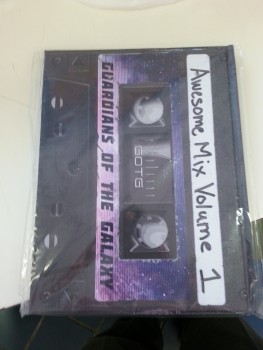 Awesome Mix Volume 1
GOTG
GUARDIANS OF THE GALAXY